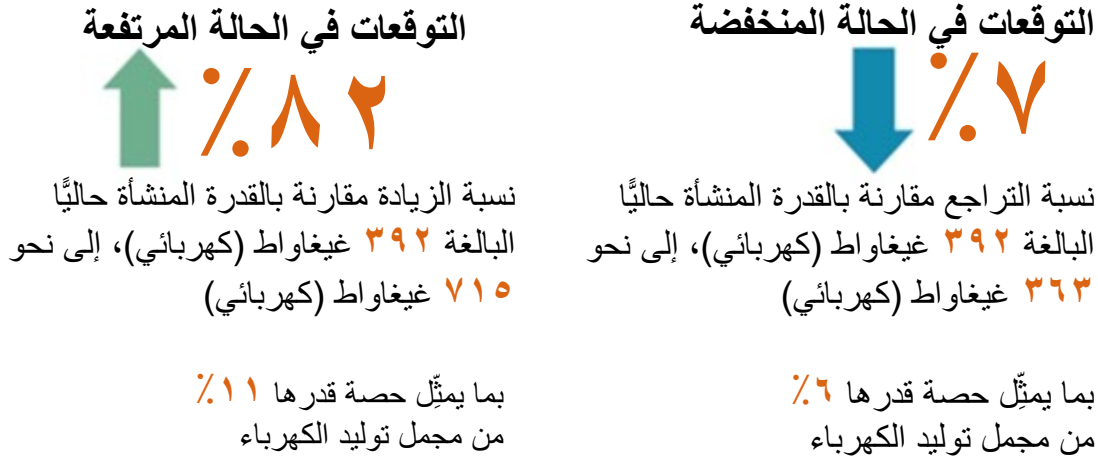 التوقعات في الحالة المنخفضة
٧٪
نسبة التراجع مقارنة بالقدرة المنشأة حاليًّا
البالغة ٣٩٢ غيغاواط (كهربائي)، إلى نحو
٣٦٣ غيغاواط (كهربائي)
بما يمثِّل حصة قدرها ٦٪
من مجمل توليد الكهرباء
التوقعات في الحالة المرتفعة
٨٢٪
نسبة الزيادة مقارنة بالقدرة المنشأة حاليًّا
البالغة ٣٩٢ غيغاواط (كهربائي)، إلى نحو
٧١٥ غيغاواط (كهربائي)
بما يمثِّل حصة قدرها ١١٪
من مجمل توليد الكهرباء